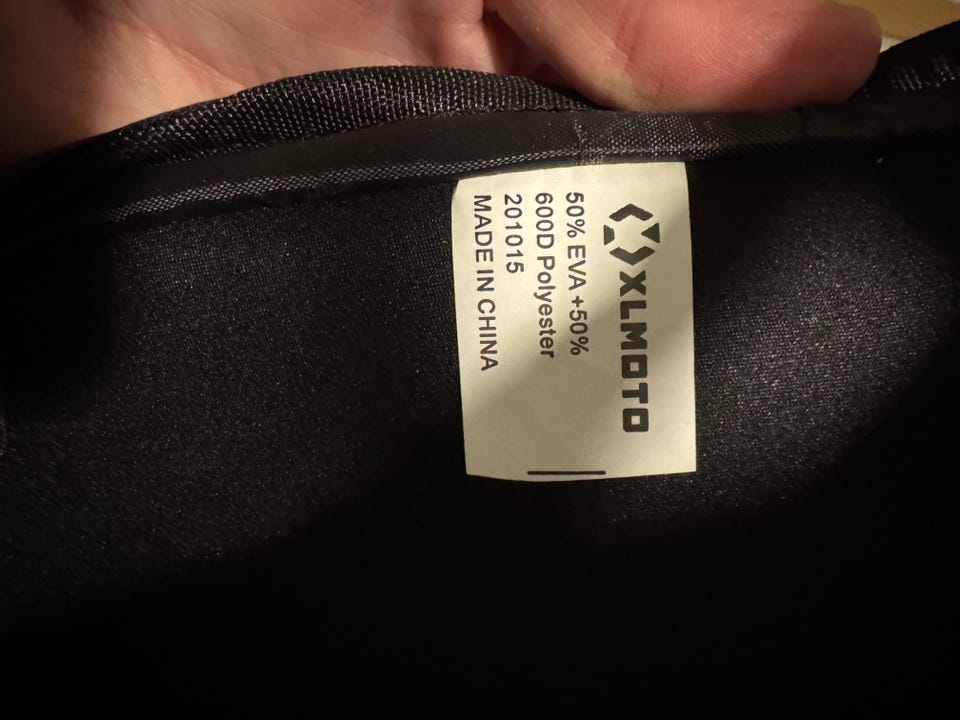 XLMOTO
50% EVA +50%
600D Polyester
201015
MADE IN CHINA